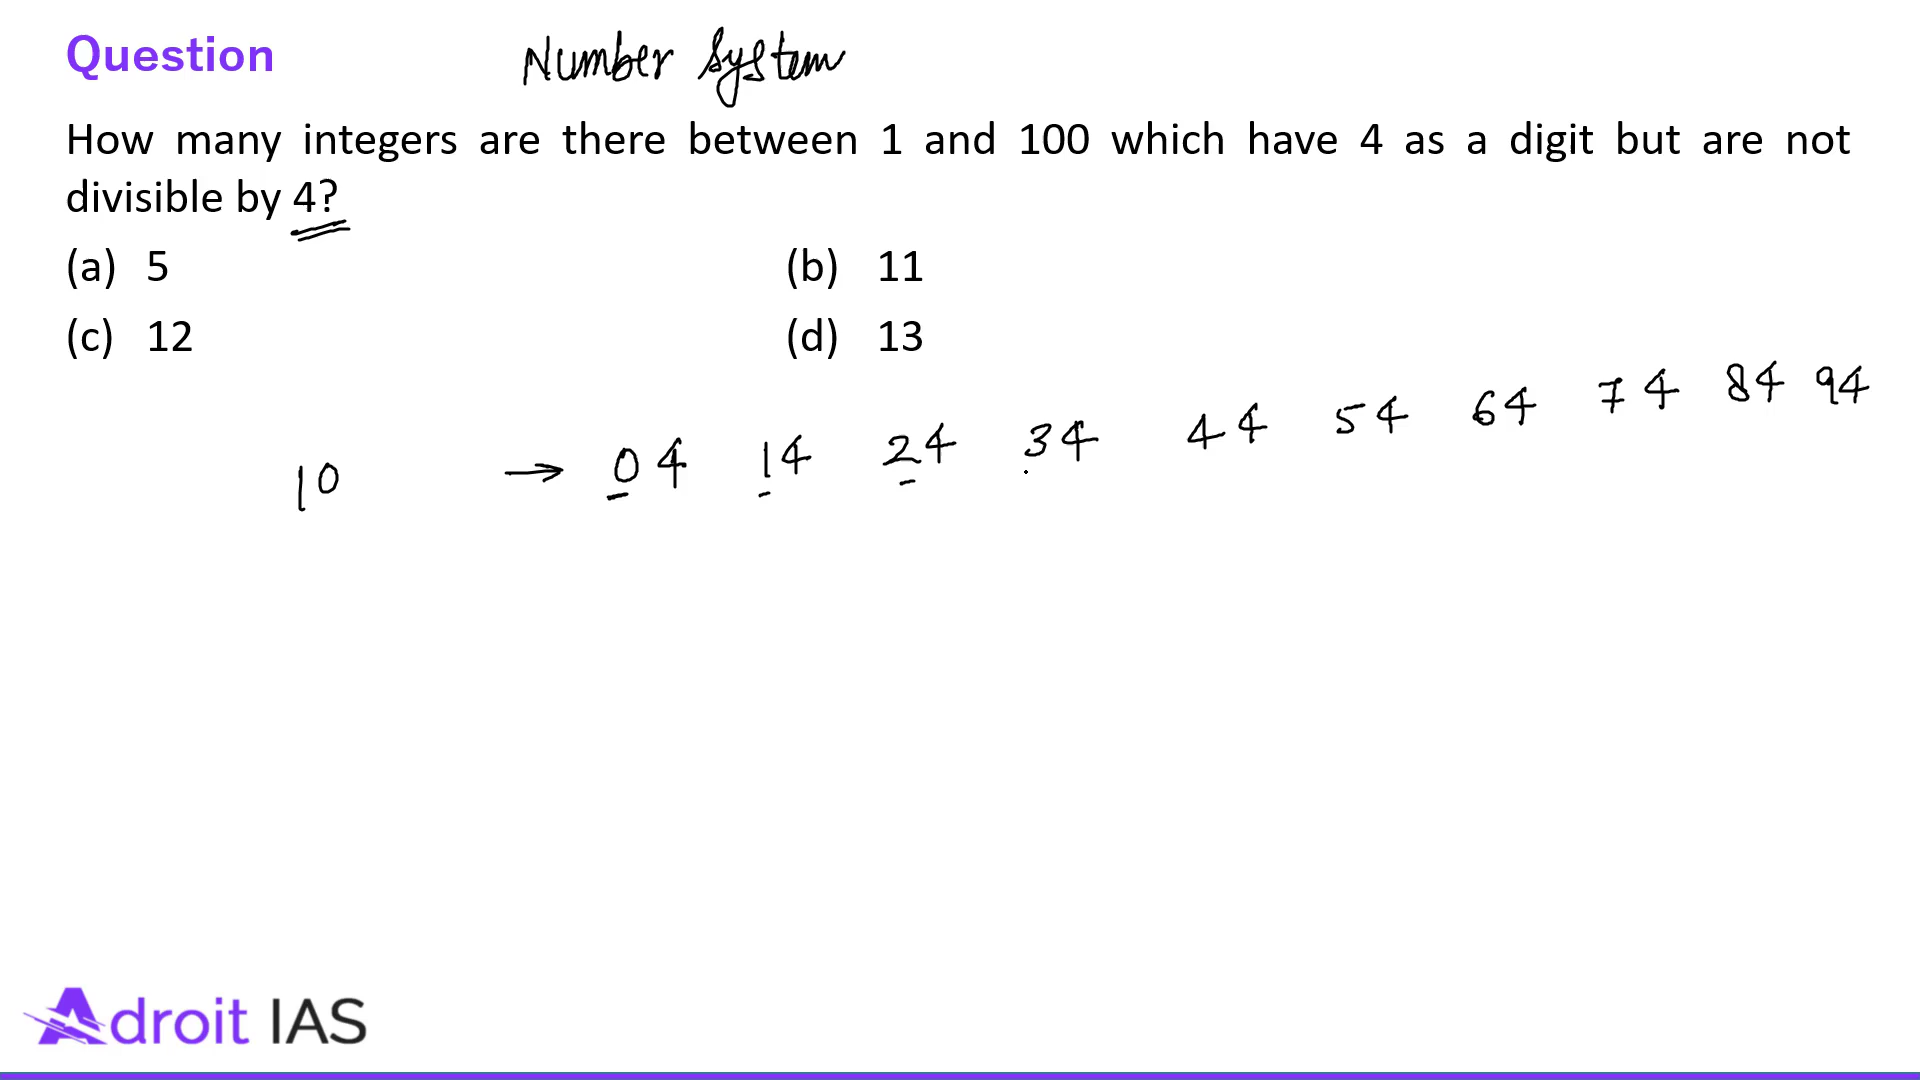 Question
Number System
How many integers are there between 1 and 100 which have 4 as a digit but are not
divisible by 4?
(a) 5
(b) 11
(c) 12
(d) 13
10 → 04 14 24 34 44 54 64 74 84 94
Adroit IAS